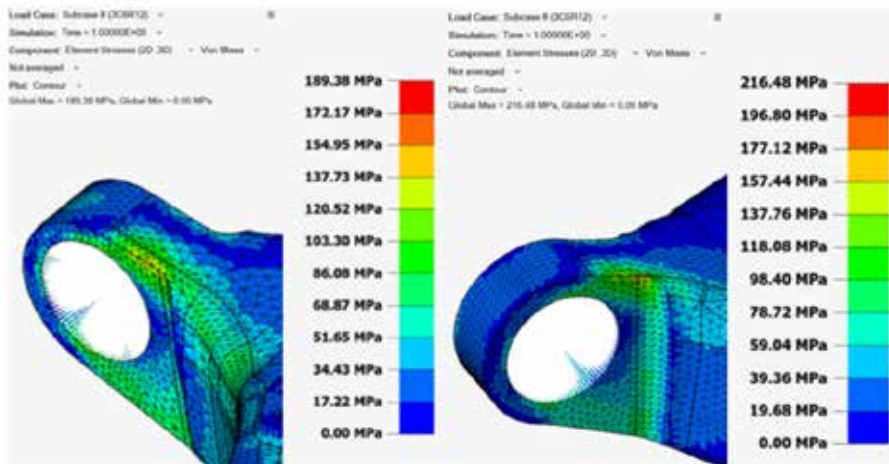 Load Case: Subcase 8 (3CSR12)
Simulation: Time = 1.00000E+00
Component: Element Stresses (2D, 3D) Von Mises
Not averaged
Plot: Contour
Global Max = 189.38 MPa, Global Min = 0.00 MPa
189.38 MPa
172.17 MPa
154.95 MPa
137.73 MPa
120.52 MPa
103.30 MPa
86.08 MPa
68.87 MPa
51.65 MPa
34.43 MPa
17.22 MPa
0.00 MPa
Load Case: Subcase 8 (3CSR12)
Simulation: Time = 1.00000E+00
Component: Element Stresses (2D, 3D) Von Mises
Not averaged
Plot: Contour
Global Max = 216.48 MPa, Global Min = 0.00 MPa
216.48 MPa
196.80 MPa
177.12 MPa
157.44 MPa
137.76 MPa
118.08 MPa
98.40 MPa
78.72 MPa
59.04 MPa
39.36 MPa
19.68 MPa
0.00 MPa